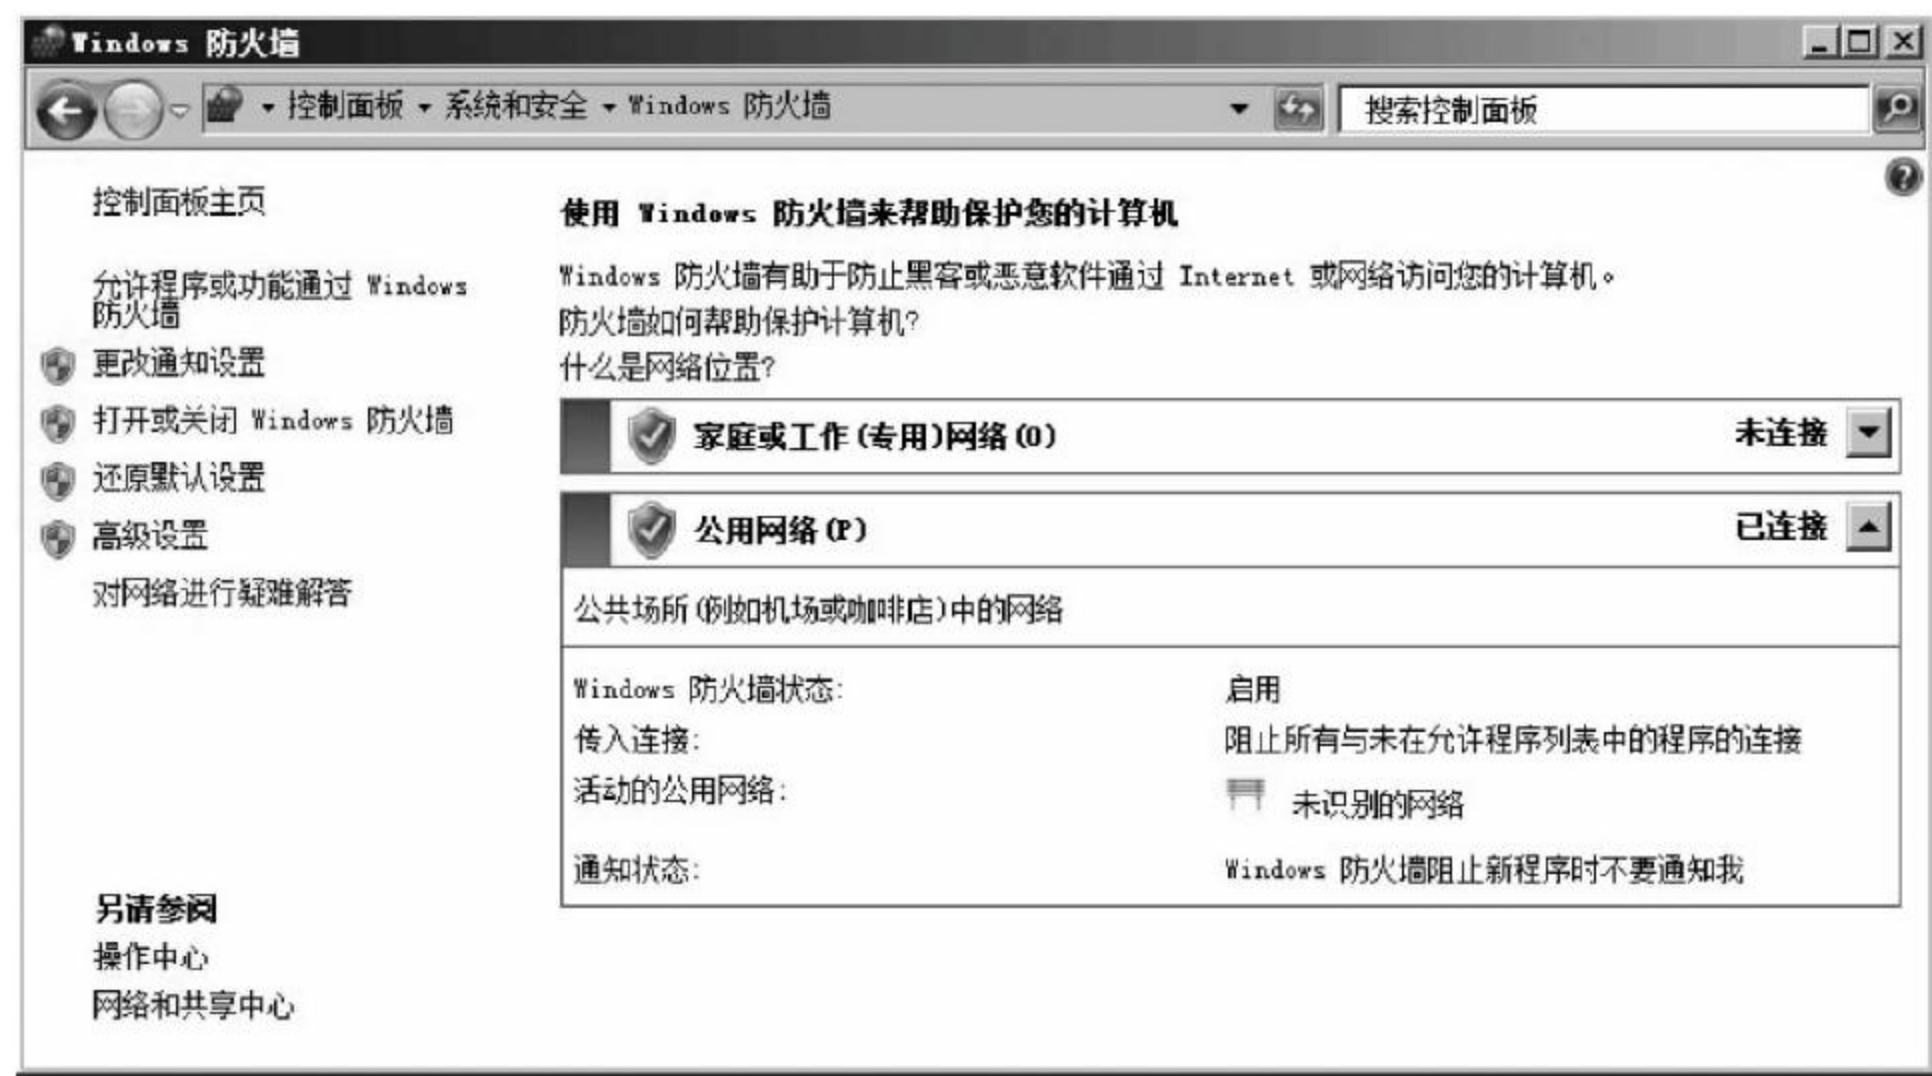 Windows 防火墙
控制面板 系统和安全 Windows 防火墙
搜索控制面板
控制面板主页
允许程序或功能通过 Windows
防火墙
更改通知设置
打开或关闭 Windows 防火墙
还原默认设置
高级设置
对网络进行疑难解答
另请参阅
操作中心
网络和共享中心
使用 Windows 防火墙来帮助保护您的计算机
Windows 防火墙有助于防止黑客或恶意软件通过 Internet 或网络访问您的计算机。
防火墙如何帮助保护计算机?
什么是网络位置?
家庭或工作(专用)网络(O) 未连接
公用网络(P) 已连接
公共场所(例如机场或咖啡店)中的网络
Windows 防火墙状态: 启用
传入连接: 阻止所有与未在允许程序列表中的程序的连接
活动的公用网络: 未识别的网络
通知状态: Windows 防火墙阻止新程序时不要通知我